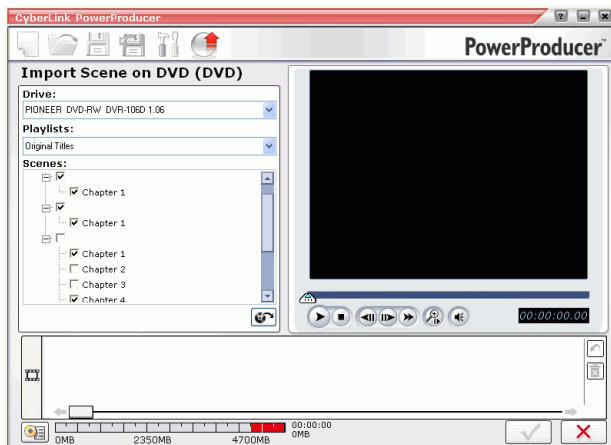 CyberLink PowerProducer
PowerProducer™
Import Scene on DVD (DVD)
Drive:
PIONEER DVD-RW DVR-106D 1.06
Playlists:
Original Titles
Scenes:
Chapter 1
Chapter 1
Chapter 1
Chapter 2
Chapter 3
Chapter 4
00:00:00.00
00:00:00
0MB
0MB 2350MB 4700MB